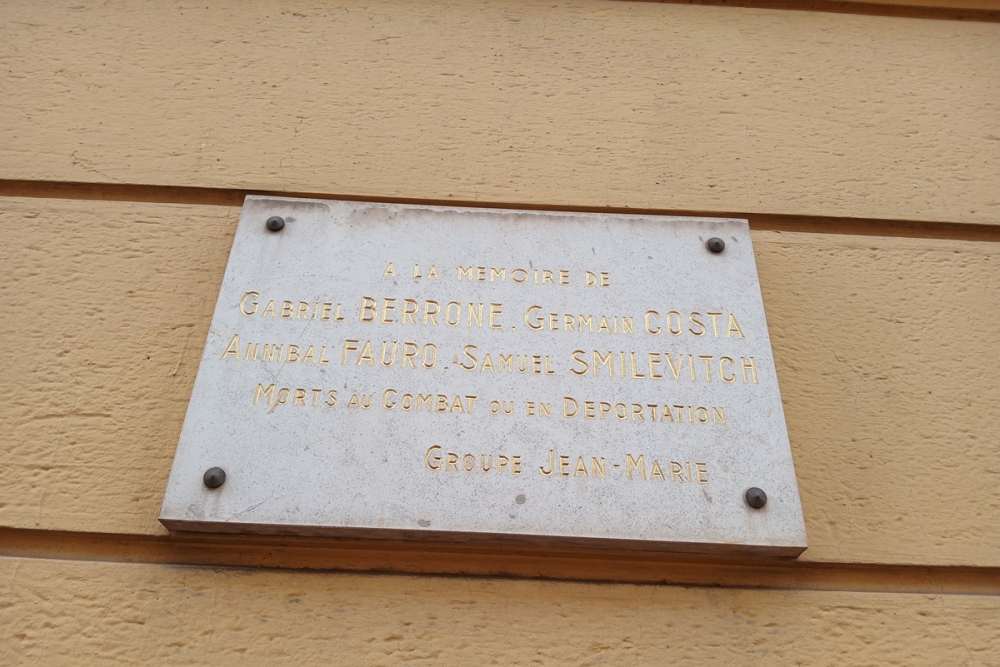 A LA MEMOIRE DE
GABRIEL BERRONE. GERMAIN COSTA
ANNIBAL FAURO. SAMUEL SMILEVITCH
MORTS AU COMBAT OU EN DEPORTATION
GROUPE JEAN-MARIE